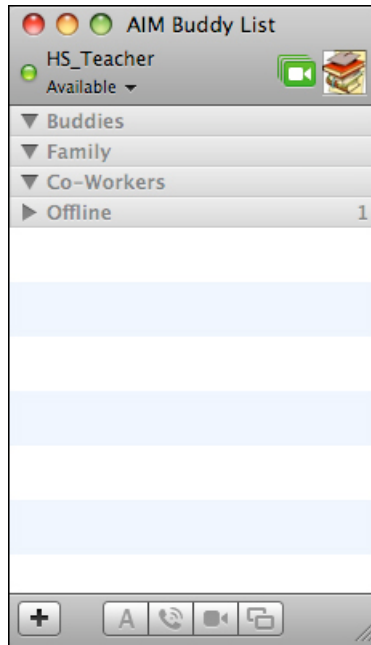 AIM Buddy List
HS_Teacher
Available
Buddies
Family
Co-Workers
Offline 1
A